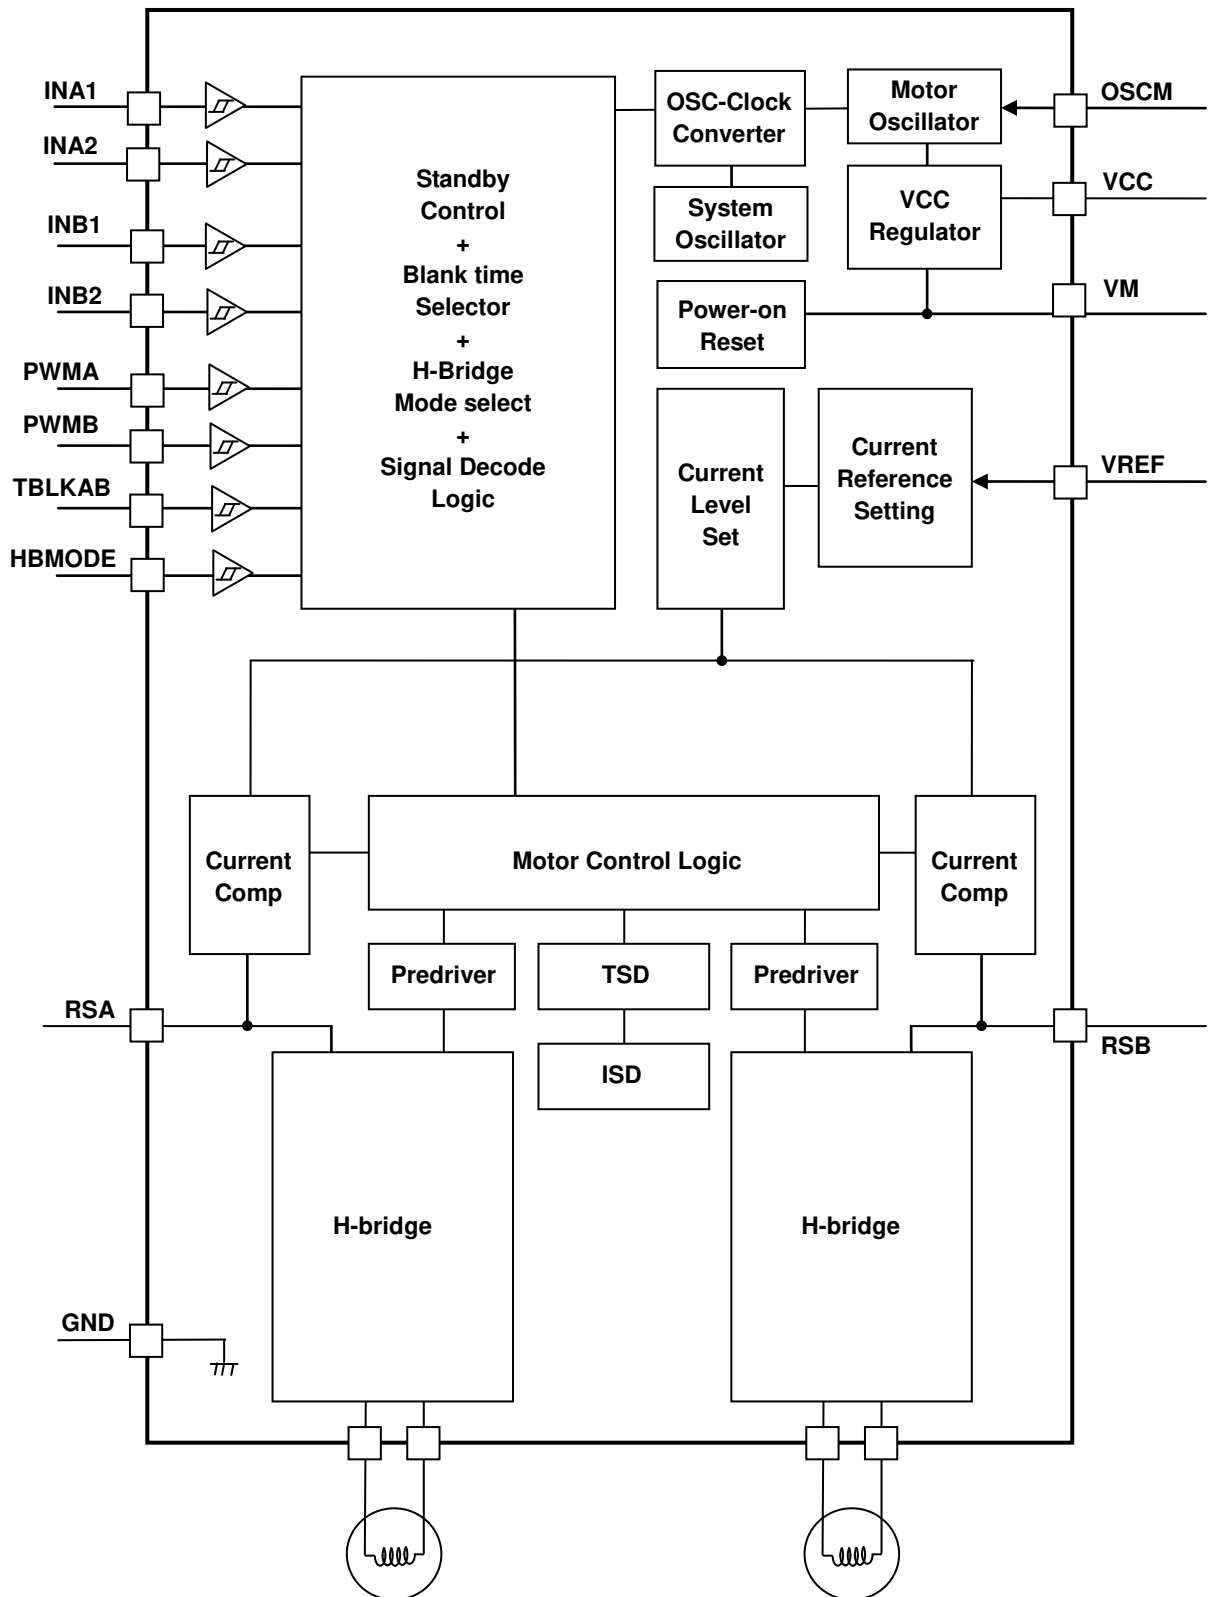 INA1
INA2
INB1
INB2
PWMA
PWMB
TBLKAB
HBMODE
Standby
Control
+
Blank time
Selector
+
H-Bridge
Mode select
+
Signal Decode
Logic
OSC-Clock
Converter
Motor
Oscillator
OSCM
System
Oscillator
VCC
Regulator
VCC
Power-on
Reset
VM
Current
Level
Set
Current
Reference
Setting
VREF
Current
Comp
Motor Control Logic
Current
Comp
Predriver
TSD
Predriver
RSA
ISD
RSB
H-bridge
H-bridge
GND